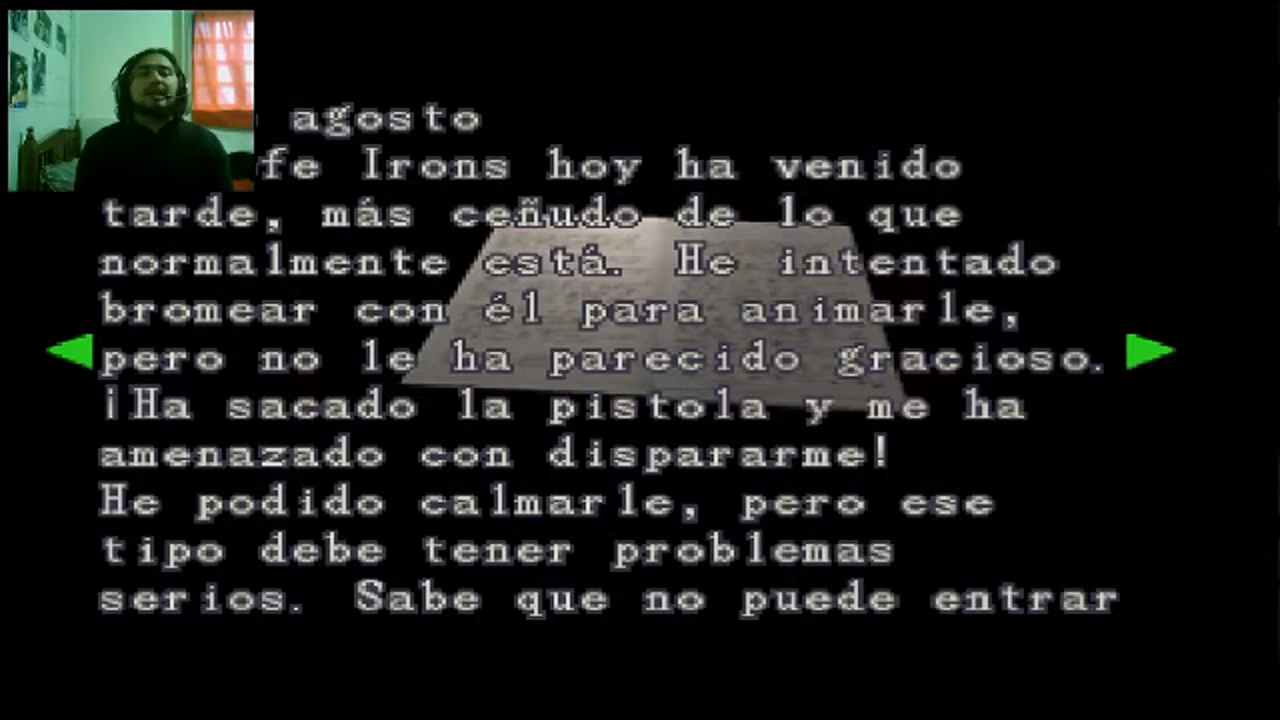 agosto
fe Irons hoy ha venido
tarde, más ceñudo de lo que
normalmente está. He intentado
bromear con él para animarle,
pero no le ha parecido gracioso.
¡Ha sacado la pistola y me ha
amenazado con dispararme!
He podido calmarle, pero ese
tipo debe tener problemas
serios. Sabe que no puede entrar